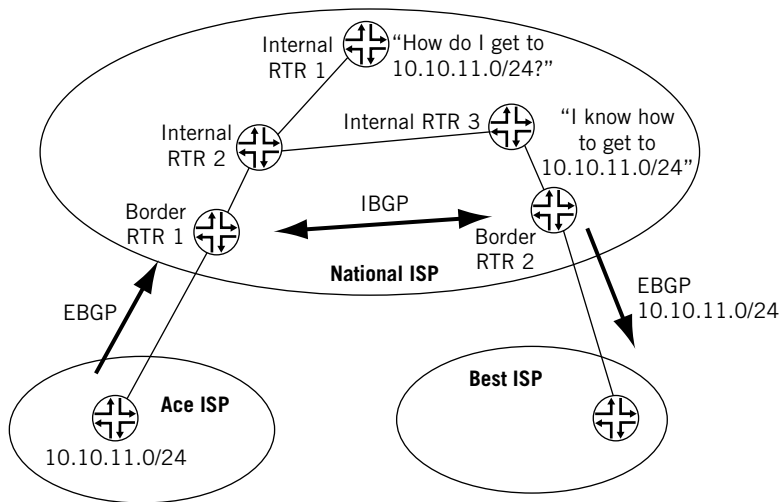 Internal
RTR 1
“How do I get to
10.10.11.0/24?”
Internal
RTR 2
Internal RTR 3
“I know how
to get to
10.10.11.0/24”
Border
RTR 1
IBGP
Border
RTR 2
National ISP
EBGP
EBGP
10.10.11.0/24
Ace ISP
10.10.11.0/24
Best ISP